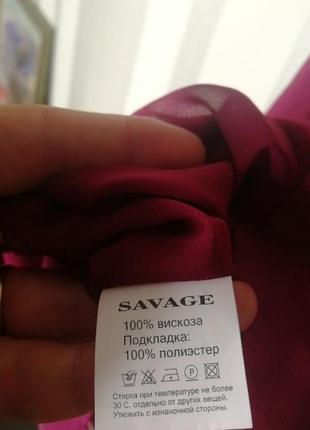 SAVAGE
100% вискоза
Подкладка:
100% полиэстер
Стирка при температуре не более
30 С, отдельно от других вещей.
Утюжить с изнаночной стороны.